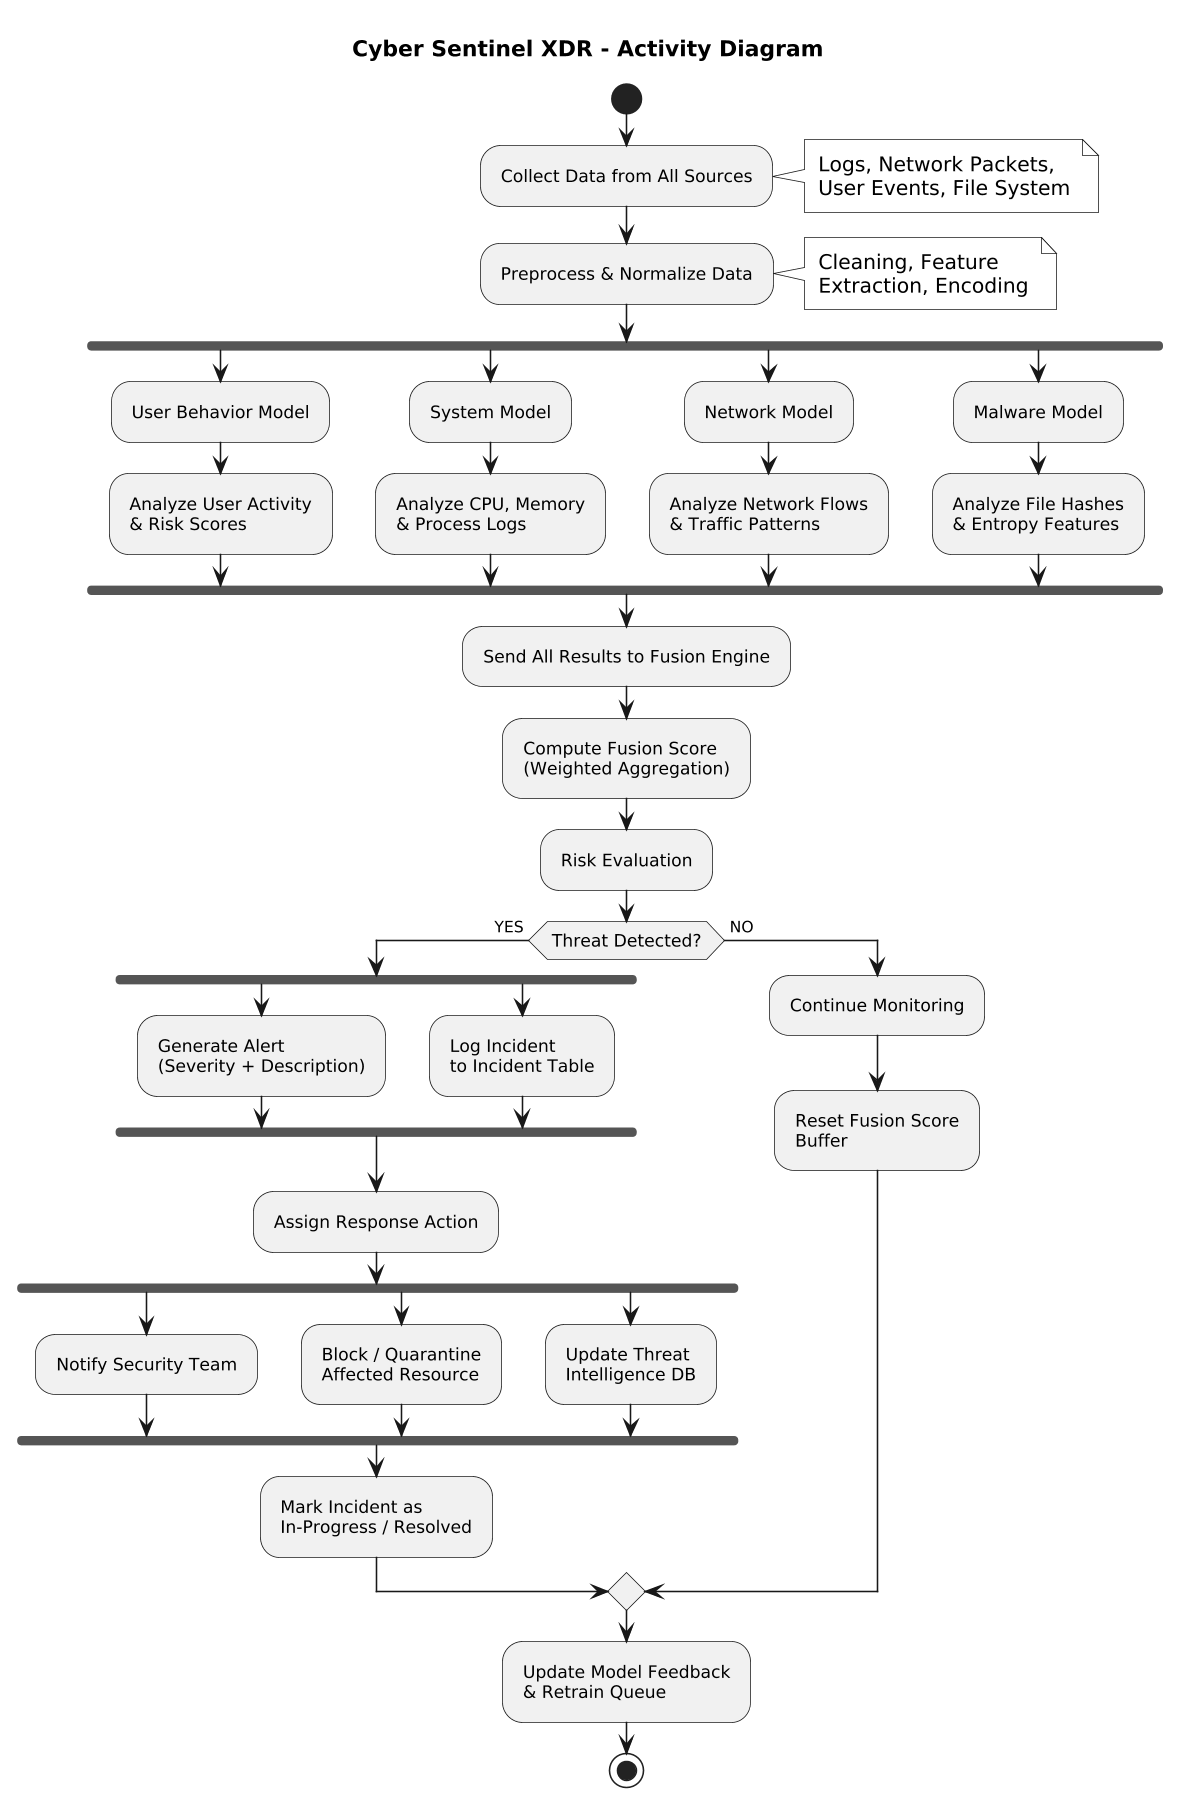 Cyber Sentinel XDR - Activity Diagram
Collect Data from All Sources
Logs, Network Packets,
User Events, File System
Preprocess & Normalize Data
Cleaning, Feature
Extraction, Encoding
User Behavior Model
System Model
Network Model
Malware Model
Analyze User Activity
& Risk Scores
Analyze CPU, Memory
& Process Logs
Analyze Network Flows
& Traffic Patterns
Analyze File Hashes
& Entropy Features
Send All Results to Fusion Engine
Compute Fusion Score
(Weighted Aggregation)
Risk Evaluation
YES
Threat Detected?
NO
Generate Alert
(Severity + Description)
Log Incident
to Incident Table
Continue Monitoring
Reset Fusion Score
Buffer
Assign Response Action
Notify Security Team
Block / Quarantine
Affected Resource
Update Threat
Intelligence DB
Mark Incident as
In-Progress / Resolved
Update Model Feedback
& Retrain Queue